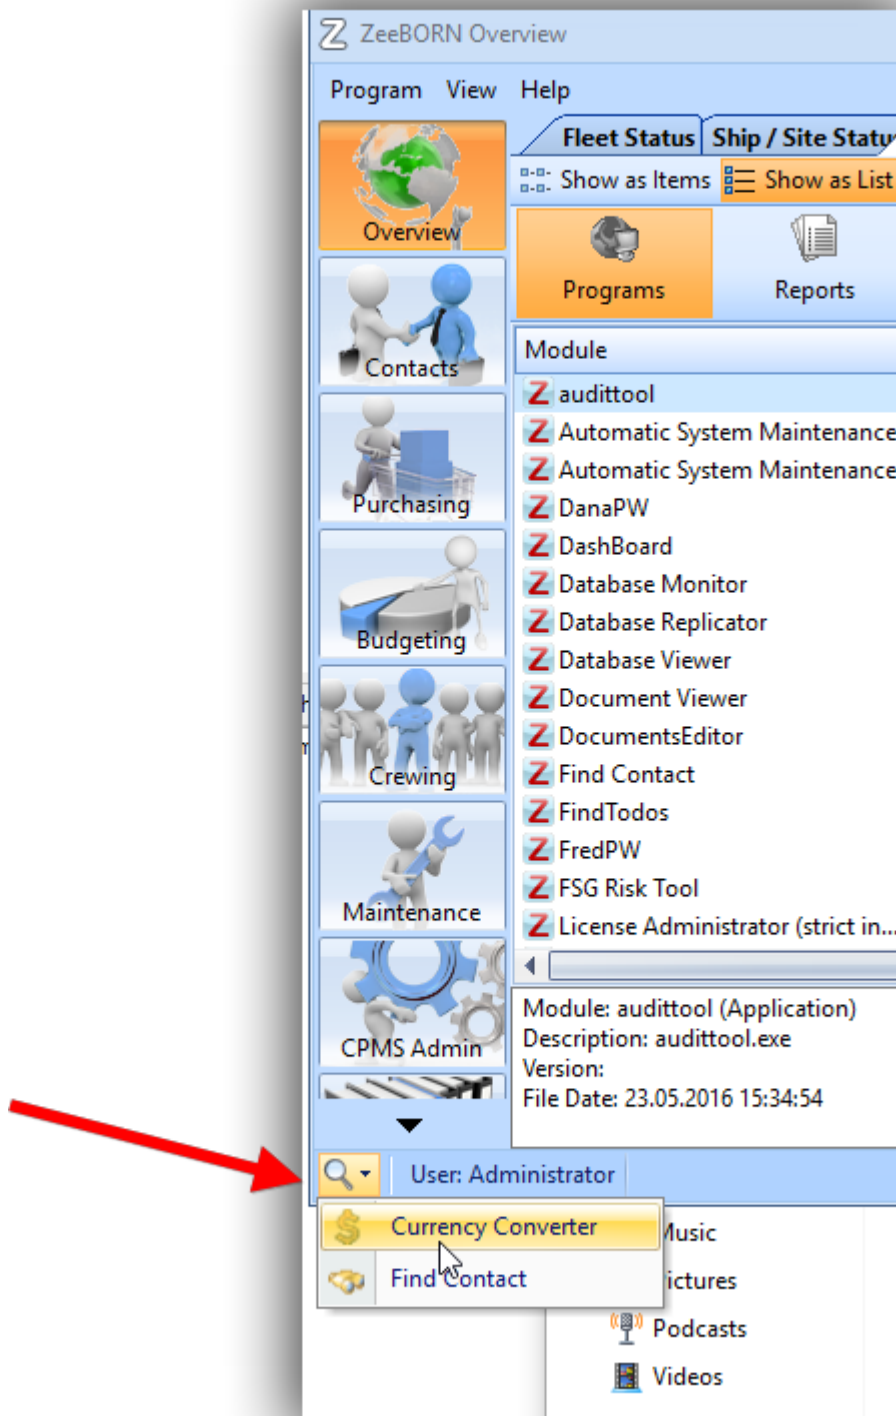 ZeeBORN Overview
Program View Help
Fleet Status Ship / Site Statu
Show as Items Show as List
Overview
Programs Reports
Contacts
Module
audittool
Automatic System Maintenance
Automatic System Maintenance
DanaPW
DashBoard
Database Monitor
Database Replicator
Database Viewer
Document Viewer
DocumentsEditor
Find Contact
FindTodos
FredPW
FSG Risk Tool
License Administrator (strict in...
Purchasing
Budgeting
Crewing
Maintenance
CPMS Admin
Module: audittool (Application)
Description: audittool.exe
Version:
File Date: 23.05.2016 15:34:54
User: Administrator
Currency Converter
Find Contact
Music
ictures
Podcasts
Videos